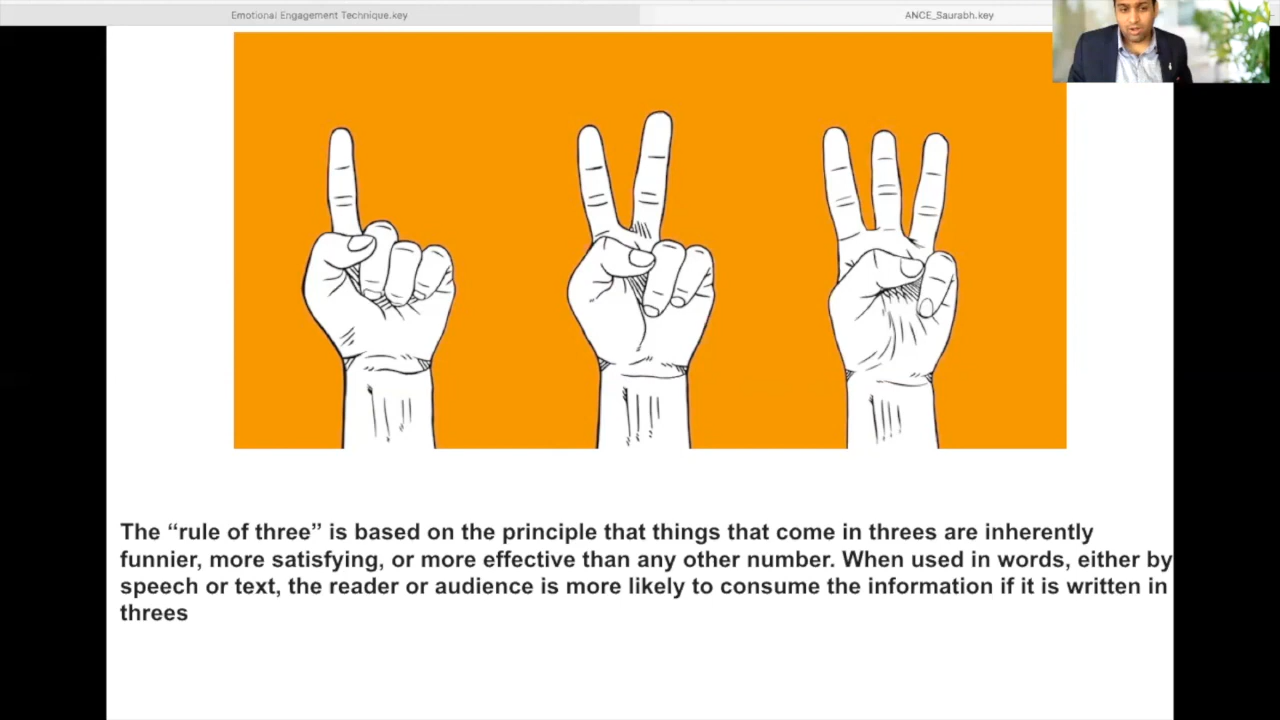 Emotional Engagement Technique.key
ANCE_Saurabh.key
The “rule of three” is based on the principle that things that come in threes are inherently
funnier, more satisfying, or more effective than any other number. When used in words, either by
speech or text, the reader or audience is more likely to consume the information if it is written in
threes